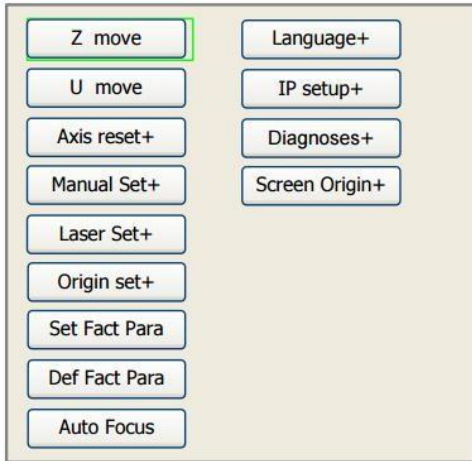 Z move
U move
Axis reset+
Manual Set+
Laser Set+
Origin set+
Set Fact Para
Def Fact Para
Auto Focus
Language+
IP setup+
Diagnoses+
Screen Origin+